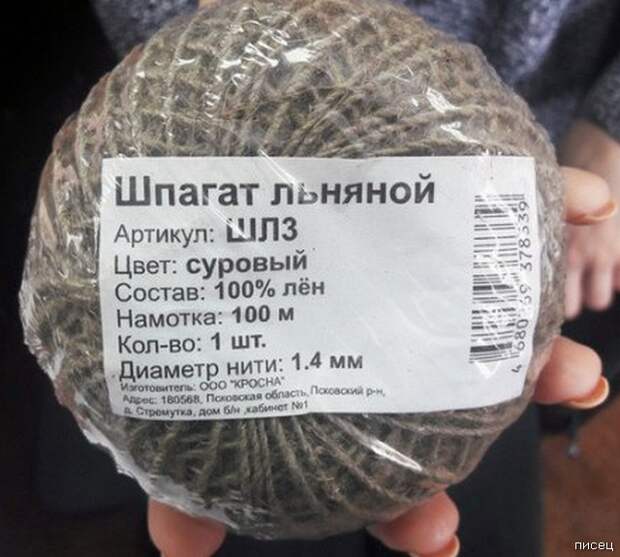 Шпагат льняной
Артикул: ШЛ3
Цвет: суровый
Состав: 100% лён
Намотка: 100 м
Кол-во: 1 шт.
Диаметр нити: 1.4 мм
Изготовитель: ООО "КРОСНА"
Адрес: 180568, Псковская область, Псковский р-н,
д. Стремутка, дом б/н ,кабинет №1
писец